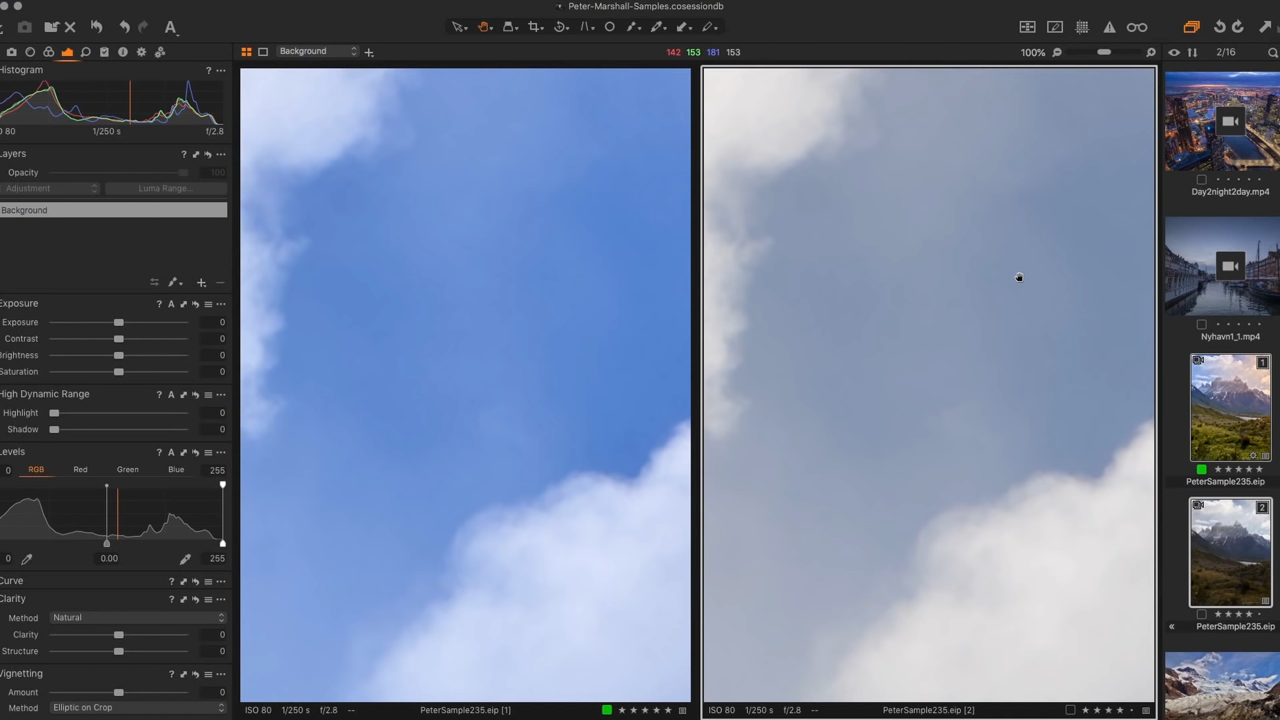 Peter-Marshall-Samples.cosessiondb
Background
142 153 181 153
100%
2/16
Histogram ? ...
O 80 1/250 s f/2.8
Layers ? ...
Opacity 100
Adjustment Luma Range...
Background
Exposure ? A ...
Exposure 0
Contrast 0
Brightness 0
Saturation 0
High Dynamic Range ? A ...
Highlight 0
Shadow 0
Levels ? A ...
0 RGB Red Green Blue 255
0 0.00 255
Curve ? ...
Clarity ? ...
Method Natural
Clarity 0
Structure 0
Vignetting ? ...
Amount 0
Method Elliptic on Crop
ISO 80 1/250 s f/2.8 -- PeterSample235.eip [1]
ISO 80 1/250 s f/2.8 -- PeterSample235.eip [2]
Day2night2day.mp4
Nyhavn1_1.mp4
1
PeterSample235.eip
2
« PeterSample235.eip